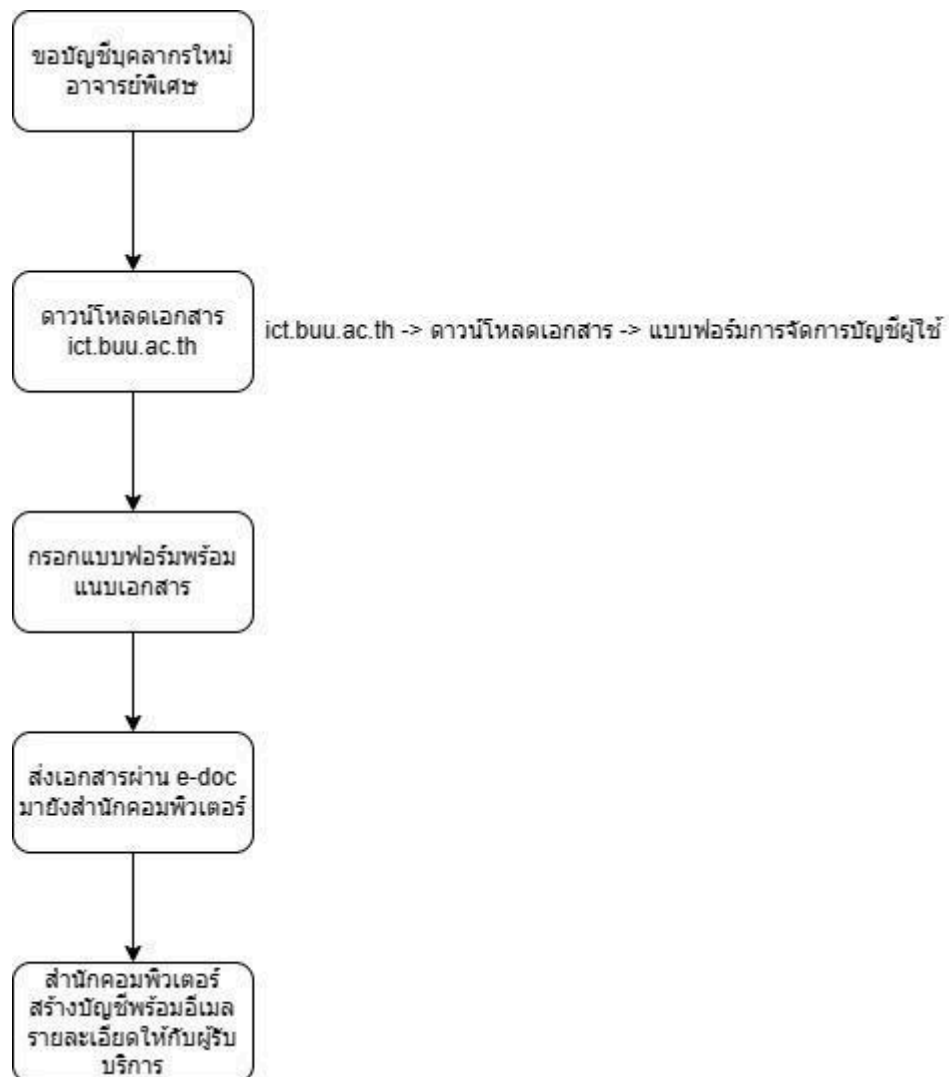 ขอบัญชีบุคลากรใหม่
อาจารย์พิเศษ
ดาวน์โหลดเอกสาร
ict.buu.ac.th
ict.buu.ac.th -> ดาวน์โหลดเอกสาร -> แบบฟอร์มการจัดการบัญชีผู้ใช้
กรอกแบบฟอร์มพร้อม
แนบเอกสาร
ส่งเอกสารผ่าน e-doc
มายังสำนักคอมพิวเตอร์
สำนักคอมพิวเตอร์
สร้างบัญชีพร้อมอีเมล
รายละเอียดให้กับผู้รับ
บริการ